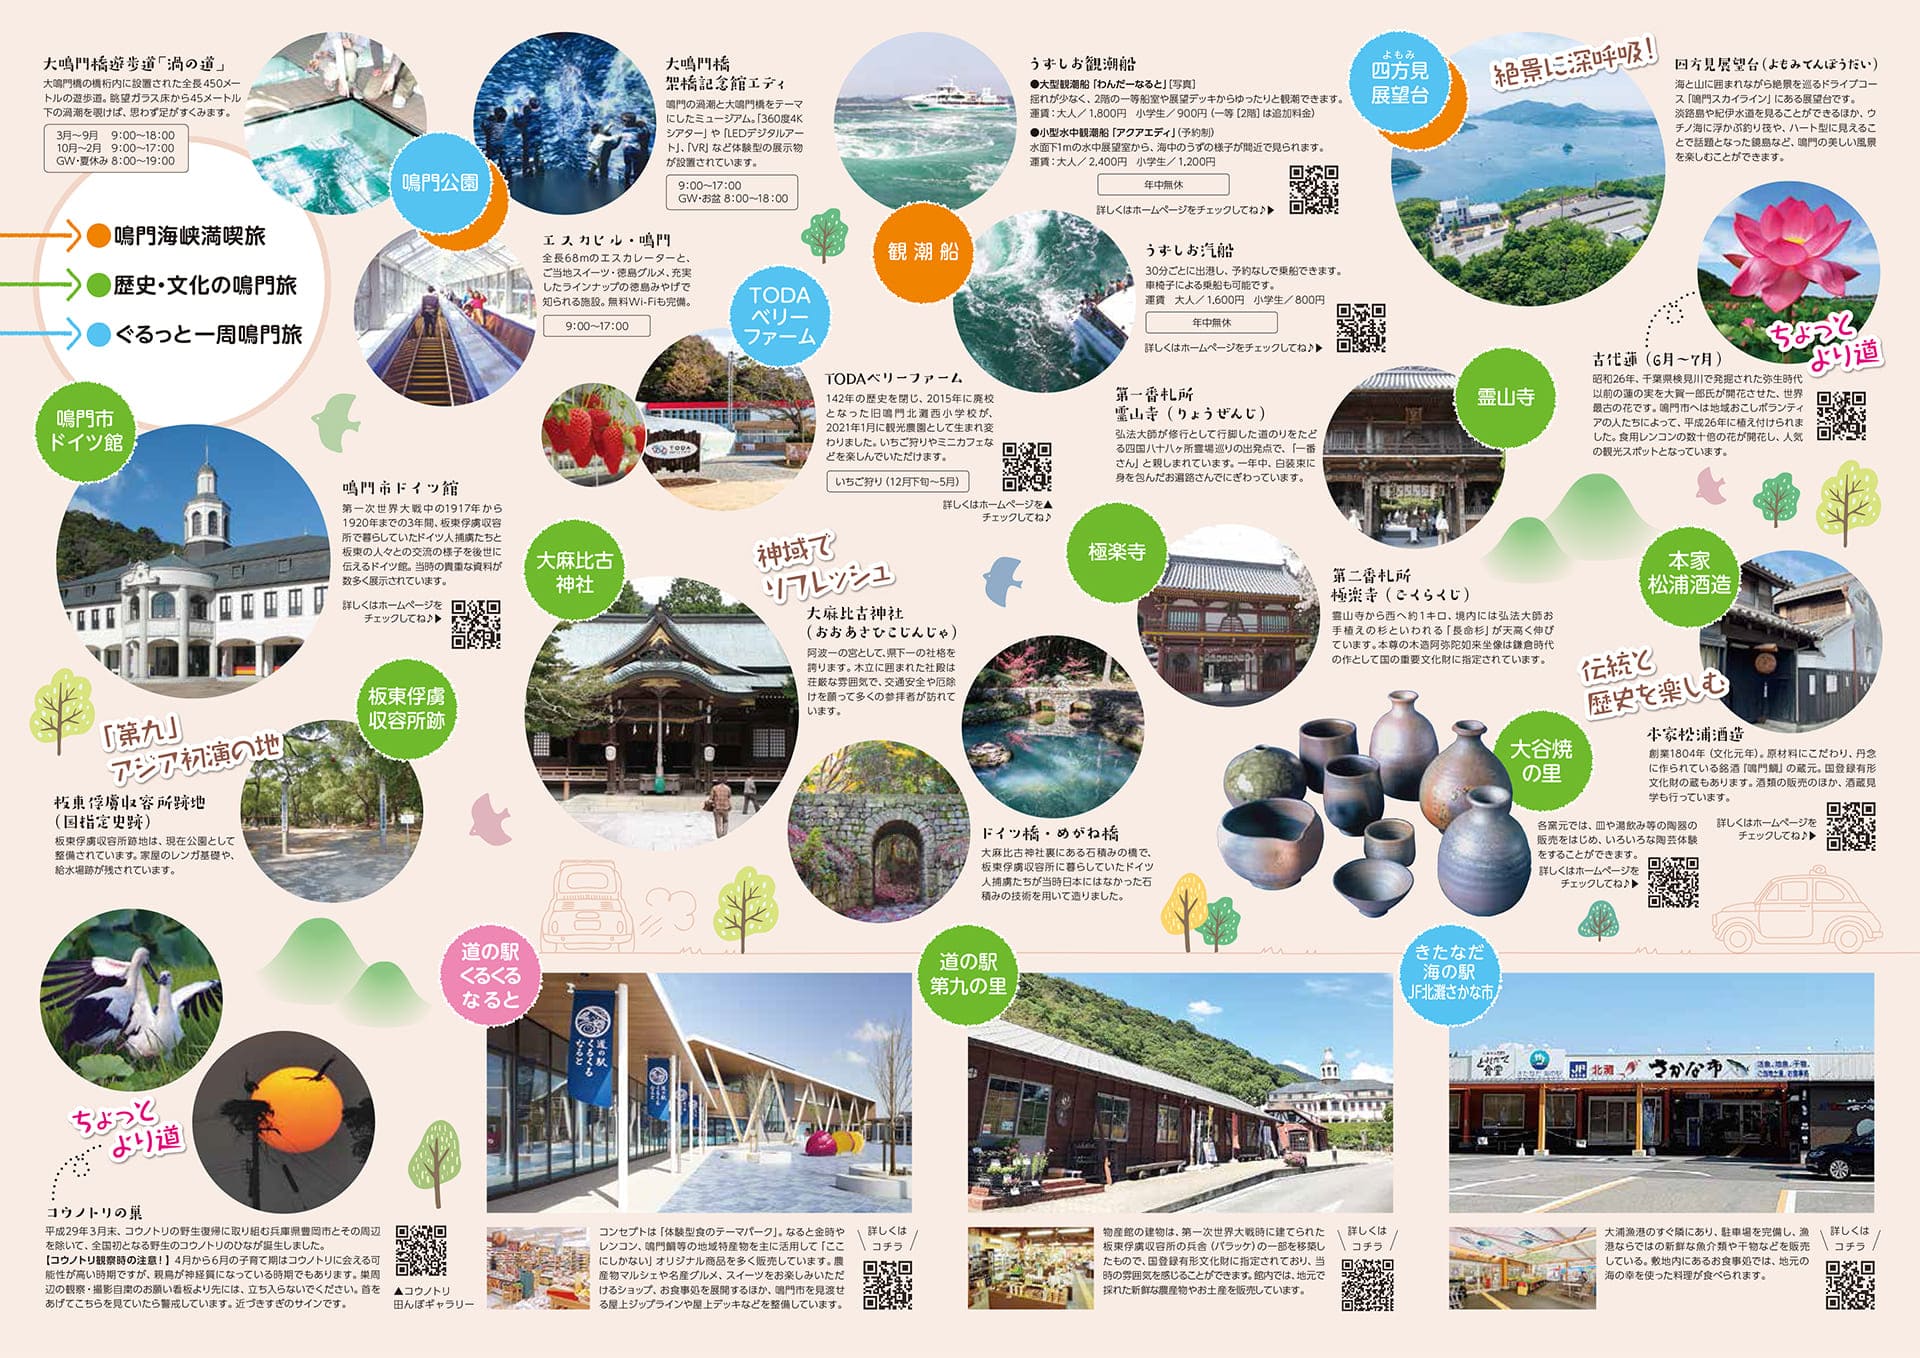 大鳴門橋遊歩道「渦の道」
大鳴門橋の橋桁内に設置された全長450メー
トルの遊歩道。眺望ガラス床から45メートル
下の渦潮を覗けば、思わず足がすくみます。
3月～9月　9:00～18:00
10月～2月　9:00～17:00
GW・夏休み 8:00～19:00
鳴門公園
大鳴門橋
架橋記念館エディ
鳴門の渦潮と大鳴門橋をテーマ
にしたミュージアム。「360度4K
シアター」や「LEDデジタルアー
ト」、「VR」など体験型の展示物
が設置されています。
9:00～17:00
GW・お盆 8:00～18:00
エスカヒル・鳴門
全長68mのエスカレーターと、
ご当地スイーツ・徳島グルメ、充実
したラインナップの徳島みやげで
知られる施設。無料Wi-Fiも完備。
9:00～17:00
鳴門海峡満喫旅
歴史・文化の鳴門旅
ぐるっと一周鳴門旅
観潮船
うずしお観潮船
●大型観潮船「わんだーなると」[写真]
揺れが少なく、2階の一等船室や展望デッキからゆったりと観潮できます。
運賃：大人／1,800円　小学生／900円（一等[2階]は追加料金）
●小型水中観潮船「アクアエディ」（予約制）
水面下1mの水中展望室から、海中のうずの様子が間近で見られます。
運賃：大人／2,400円　小学生／1,200円
年中無休
詳しくはホームページをチェックしてね♪▶
うずしお汽船
30分ごとに出港し、予約なしで乗船できます。
車椅子による乗船も可能です。
運賃　大人／1,600円　小学生／800円
年中無休
詳しくはホームページをチェックしてね♪▶
よもみ
四方見
展望台
絶景に深呼吸！
四方見展望台（よもみてんぼうだい）
海と山に囲まれながら絶景を巡るドライブコー
ス「鳴門スカイライン」にある展望台です。
淡路島や紀伊水道を見ることができるほか、ウ
チノ海に浮かぶ釣り筏や、ハート型に見えるこ
とで話題となった鏡島など、鳴門の美しい風景
を楽しむことができます。
ちょっと
より道
古代蓮（6月～7月）
昭和26年、千葉県検見川で発掘された弥生時代
以前の蓮の実を大賀一郎氏が開花させた、世界
最古の花です。鳴門市へは地域おこしボランティ
アの人たちによって、平成26年に植え付けられま
した。食用レンコンの数十倍の花が開花し、人気
の観光スポットとなっています。
TODA
ベリー
ファーム
TODAベリーファーム
142年の歴史を閉じ、2015年に廃校
となった旧鳴門北灘西小学校が、
2021年1月に観光農園として生まれ変
わりました。いちご狩りやミニカフェな
どを楽しんでいただけます。
いちご狩り（12月下旬～5月）
詳しくはホームページを▲
チェックしてね♪
TODA
霊山寺
第一番札所
霊山寺（りょうぜんじ）
弘法大師が修行として行脚した道のりをたど
る四国八十八ヶ所霊場巡りの出発点で、「一番
さん」と親しまれています。一年中、白装束に
身を包んだお遍路さんでにぎわっています。
鳴門市
ドイツ館
鳴門市ドイツ館
第一次世界大戦中の1917年から
1920年までの3年間、板東俘虜収容
所で暮らしていたドイツ人捕虜たちと
板東の人々との交流の様子を後世に
伝えるドイツ館。当時の貴重な資料が
数多く展示されています。
詳しくはホームページを
チェックしてね♪▶
大麻比古
神社
神域で
リフレッシュ
大麻比古神社
（おおあさひこじんじゃ）
阿波一の宮として、県下一の社格を
誇ります。木立に囲まれた社殿は
荘厳な雰囲気で、交通安全や厄除
けを願って多くの参拝者が訪れて
います。
極楽寺
第二番札所
極楽寺（ごくらくじ）
霊山寺から西へ約1キロ、境内には弘法大師お
手植えの杉といわれる「長命杉」が天高く伸び
ています。本尊の木造阿弥陀如来坐像は鎌倉時代
の作として国の重要文化財に指定されています。
本家
松浦酒造
伝統と
歴史を楽しむ
本家松浦酒造
創業1804年（文化元年）。原材料にこだわり、丹念
に作られている銘酒「鳴門鯛」の蔵元。国登録有形
文化財の蔵もあります。酒類の販売のほか、酒蔵見
学も行っています。
詳しくはホームページを
チェックしてね♪▶
板東俘虜
収容所跡
「第九」
アジア初演の地
板東俘虜収容所跡地
（国指定史跡）
板東俘虜収容所跡地は、現在公園として
整備されています。家屋のレンガ基礎や、
給水場跡が残されています。
ドイツ橋・めがね橋
大麻比古神社裏にある石積みの橋で、
板東俘虜収容所に暮らしていたドイツ
人捕虜たちが当時日本にはなかった石
積みの技術を用いて造りました。
大谷焼
の里
各窯元では、皿や湯飲み等の陶器の
販売をはじめ、いろいろな陶芸体験
をすることができます。
詳しくはホームページを
チェックしてね♪▶
ちょっと
より道
コウノトリの巣
平成29年3月末、コウノトリの野生復帰に取り組む兵庫県豊岡市とその周辺
を除いて、全国初となる野生のコウノトリのひなが誕生しました。
【コウノトリ観察時の注意！】4月から6月の子育て期はコウノトリに会える可
能性が高い時期ですが、親鳥が神経質になっている時期でもあります。巣周
辺の観察・撮影自粛のお願い看板より先には、立ち入らないでください。首を
あげてこちらを見ていたら警戒しています。近づきすぎのサインです。
▲コウノトリ
田んぼギャラリー
道の駅
くるくる
なると
道の駅
くるくる
なると
コンセプトは「体験型食のテーマパーク」。なると金時や
レンコン、鳴門鯛等の地域特産物を主に活用して「ここ
にしかない」オリジナル商品を多く販売しています。農
産物マルシェや名産グルメ、スイーツをお楽しみいただ
けるショップ、お食事処を展開するほか、鳴門市を見渡せ
る屋上ジップラインや屋上デッキなどを整備しています。
詳しくは
コチラ
道の駅
第九の里
物産館の建物は、第一次世界大戦時に建てられた
板東俘虜収容所の兵舎（バラッケ）の一部を移築し
たもので、国登録有形文化財に指定されており、当
時の雰囲気を感じることができます。館内では、地元で
採れた新鮮な農産物やお土産を販売しています。
詳しくは
コチラ
きたなだ
海の駅
JF北灘さかな市
JF 北灘 さかな市
大浦漁港のすぐ隣にあり、駐車場を完備し、漁
港ならではの新鮮な魚介類や干物などを販売
している。敷地内にあるお食事処では、地元の
海の幸を使った料理が食べられます。
詳しくは
コチラ